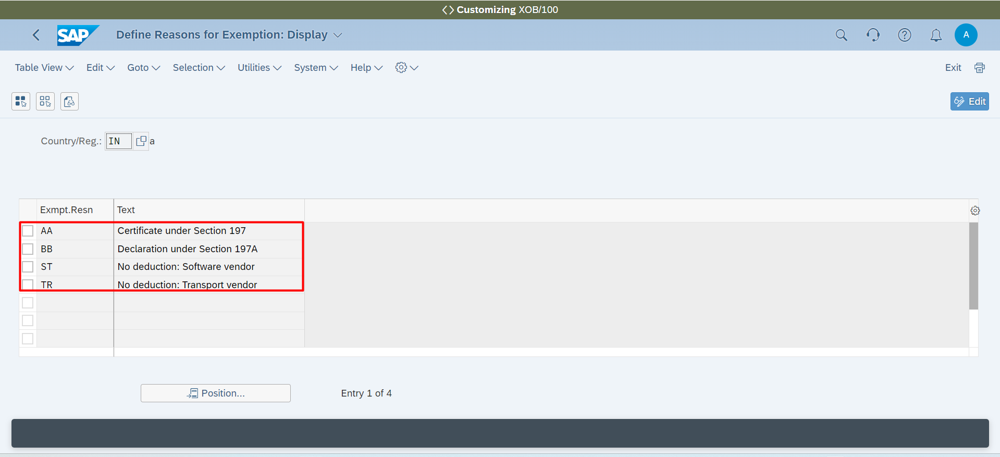 Customizing XOB/100
SAP Define Reasons for Exemption: Display A
Table View Edit Goto Selection Utilities System Help Exit
Edit
Country/Reg.: IN a
Exmpt.Resn Text
AA Certificate under Section 197
BB Declaration under Section 197A
ST No deduction: Software vendor
TR No deduction: Transport vendor
Position... Entry 1 of 4